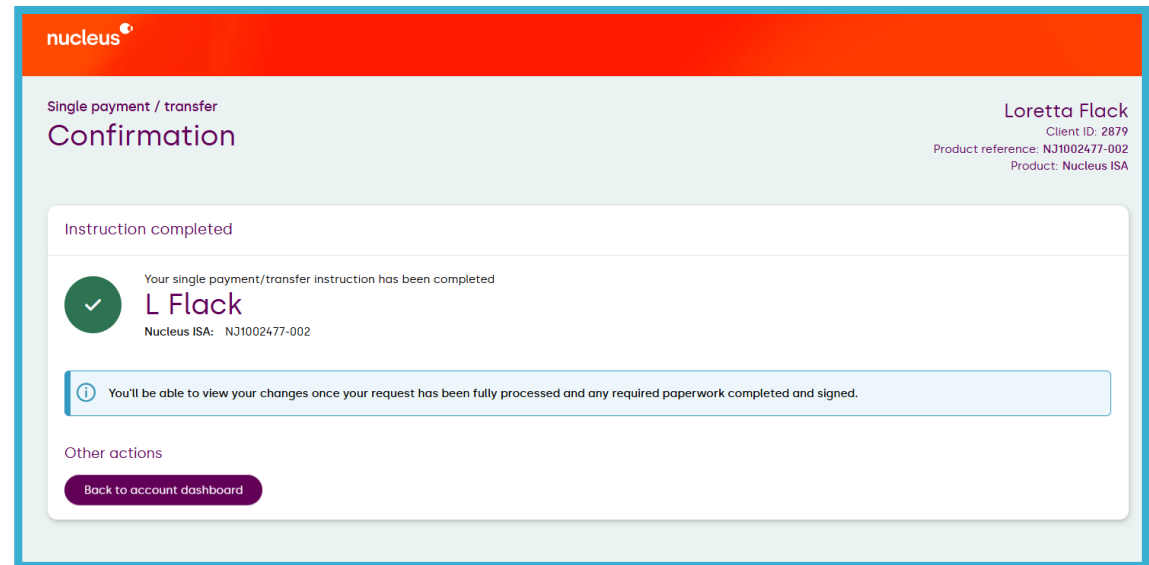 nucleus
Single payment / transfer
Confirmation
Loretta Flack
Client ID: 2879
Product reference: NJ1002477-002
Product: Nucleus ISA
Instruction completed
Your single payment/transfer instruction has been completed
L Flack
Nucleus ISA: NJ1002477-002
You'll be able to view your changes once your request has been fully processed and any required paperwork completed and signed.
Other actions
Back to account dashboard